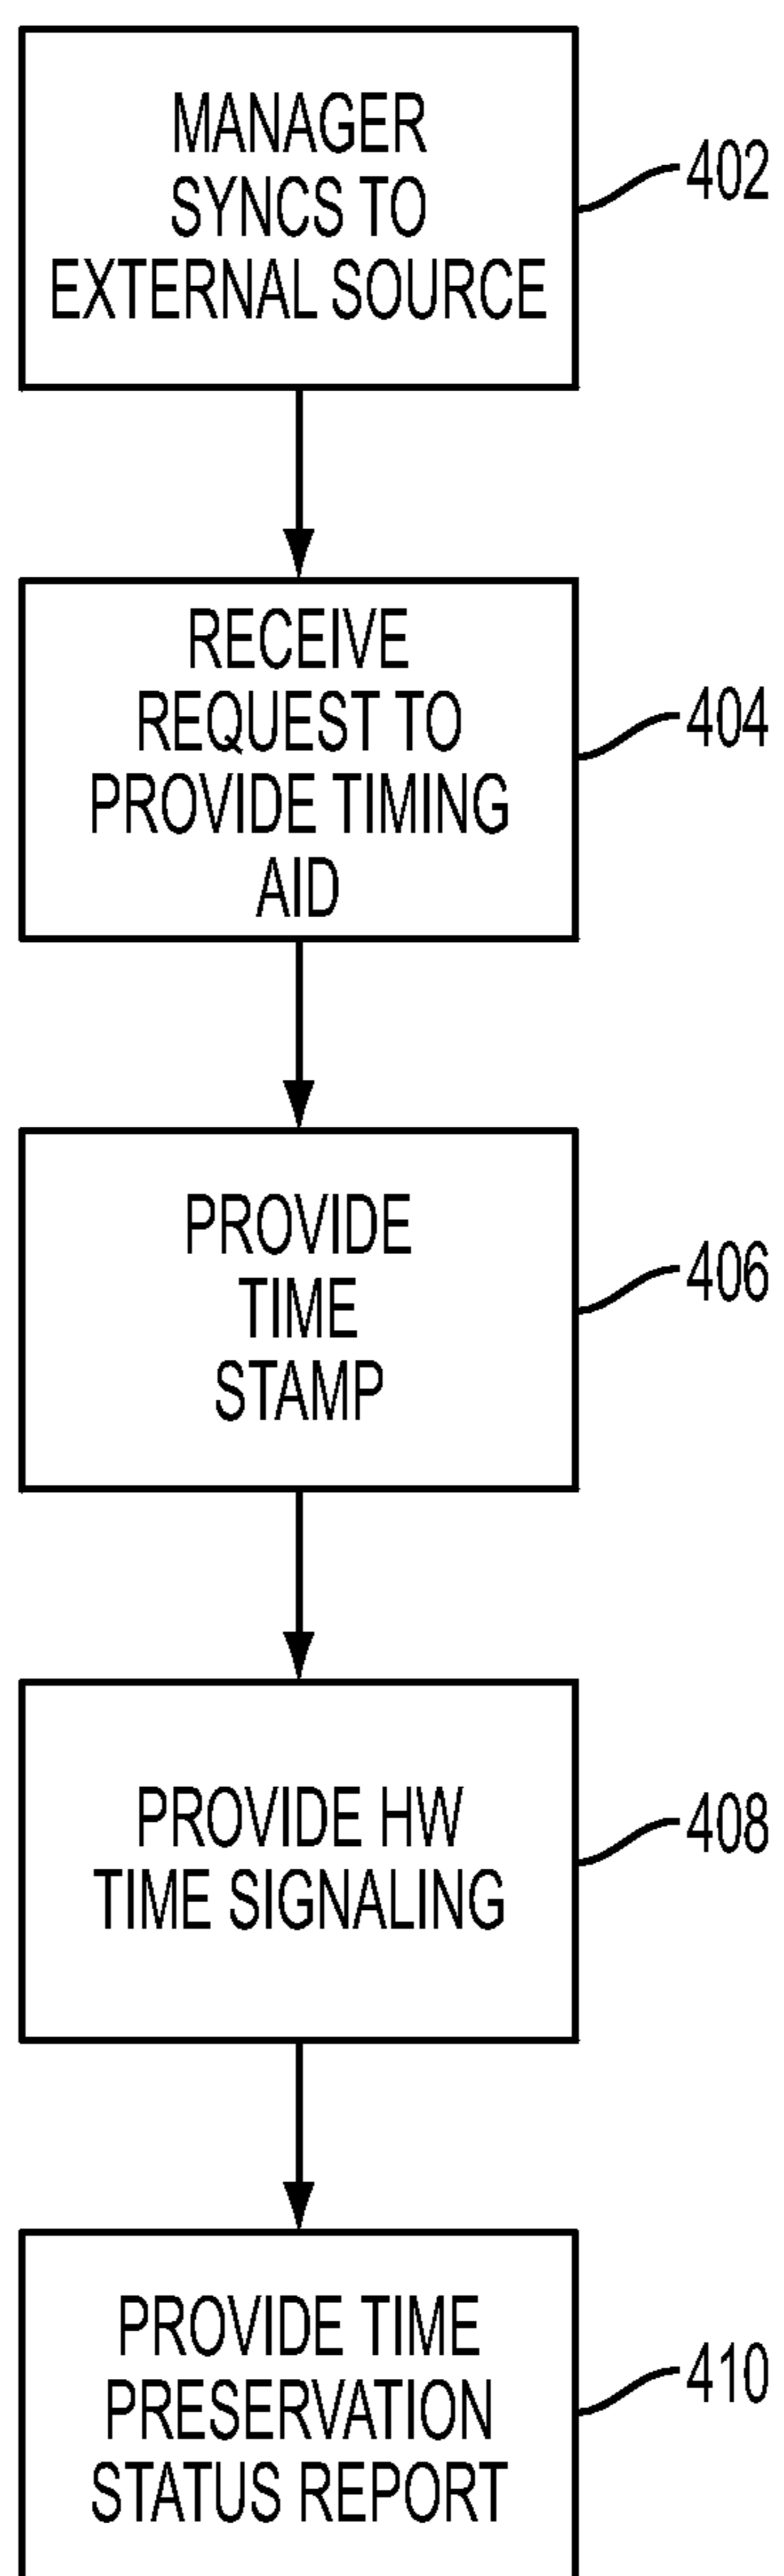 MANAGER
SYNCS TO
EXTERNAL SOURCE
402
RECEIVE
REQUEST TO
PROVIDE TIMING
AID
404
PROVIDE
TIME
STAMP
406
PROVIDE HW
TIME SIGNALING
408
PROVIDE TIME
PRESERVATION
STATUS REPORT
410